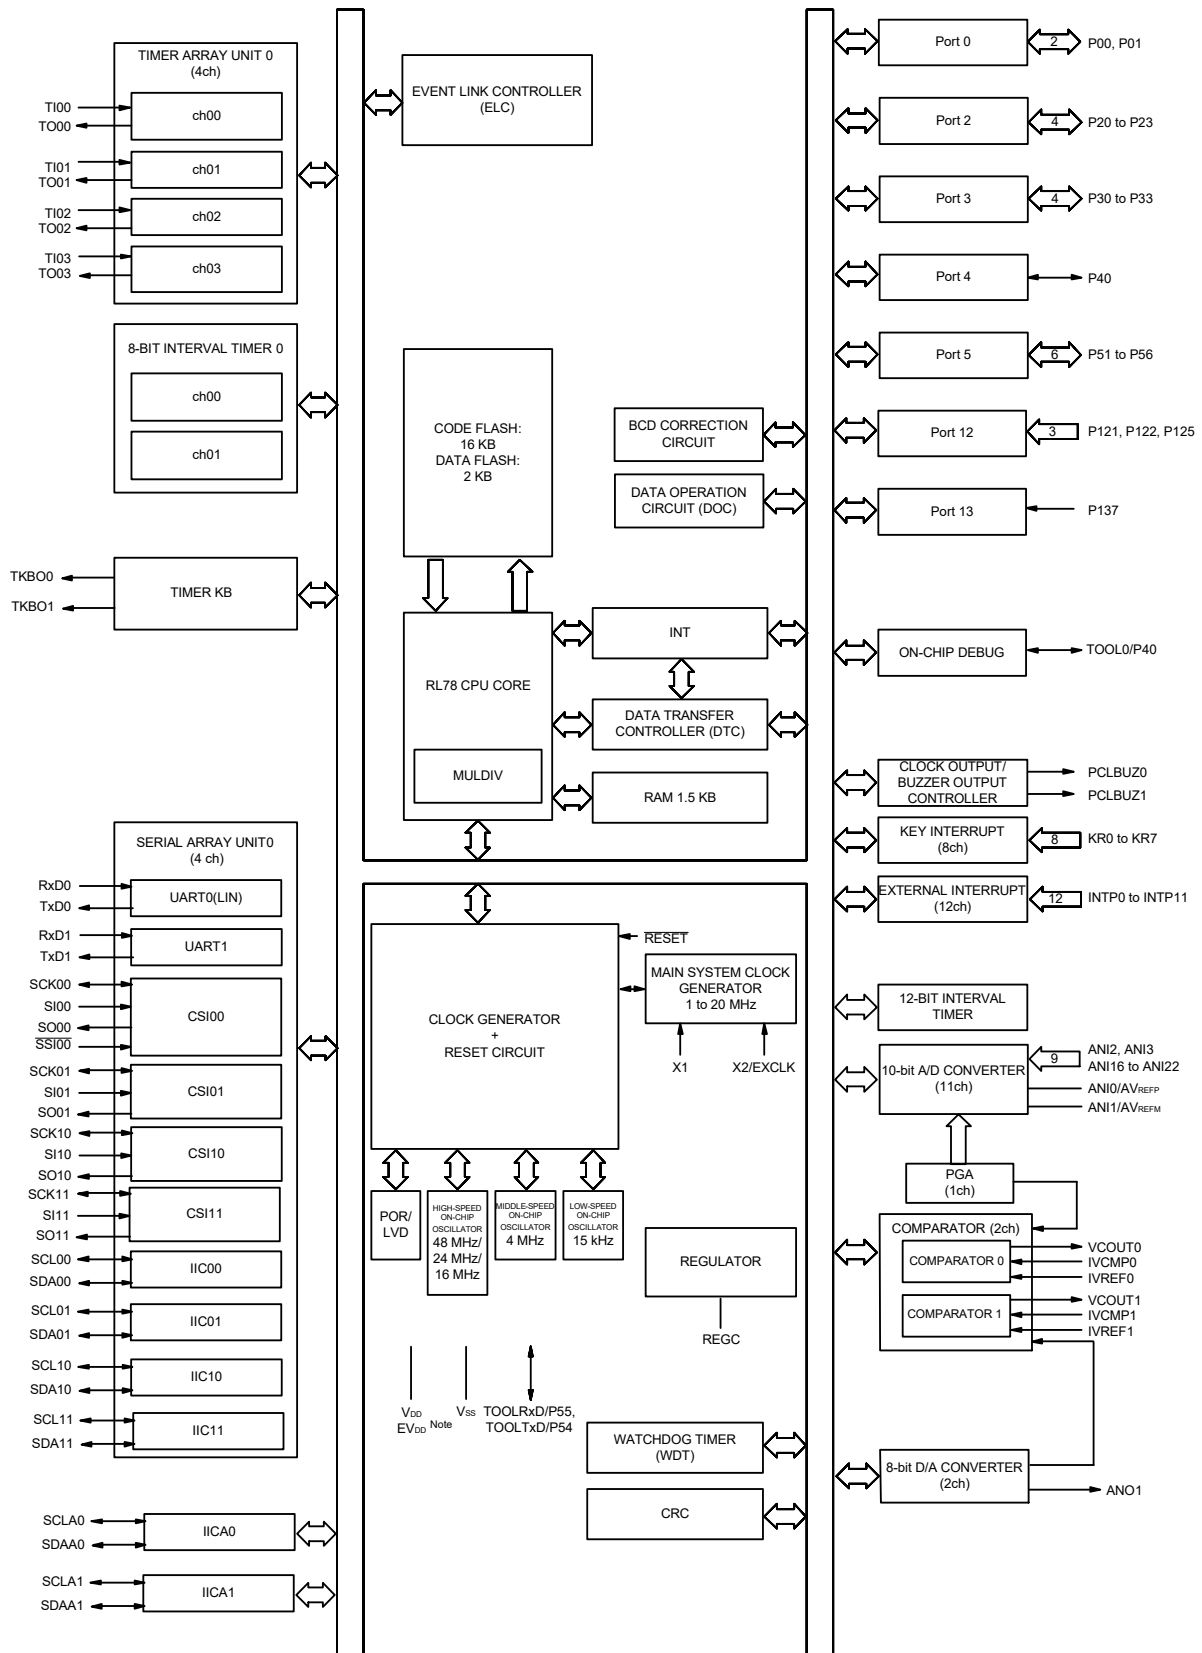 TIMER ARRAY UNIT 0
(4ch)
TI00
TO00
ch00
TI01
TO01
ch01
TI02
TO02
ch02
TI03
TO03
ch03
8-BIT INTERVAL TIMER 0
ch00
ch01
TKBO0
TKBO1
TIMER KB
SERIAL ARRAY UNIT0
(4 ch)
RxD0
TxD0
UART0(LIN)
RxD1
TxD1
UART1
SCK00
SI00
SO00
SSI00
CSI00
SCK01
SI01
SO01
CSI01
SCK10
SI10
SO10
CSI10
SCK11
SI11
SO11
CSI11
SCL00
SDA00
IIC00
SCL01
SDA01
IIC01
SCL10
SDA10
IIC10
SCL11
SDA11
IIC11
SCLA0
SDAA0
IICA0
SCLA1
SDAA1
IICA1
EVENT LINK CONTROLLER
(ELC)
CODE FLASH:
16 KB
DATA FLASH:
2 KB
BCD CORRECTION
CIRCUIT
DATA OPERATION
CIRCUIT (DOC)
RL78 CPU CORE
MULDIV
INT
DATA TRANSFER
CONTROLLER (DTC)
RAM 1.5 KB
CLOCK GENERATOR
+
RESET CIRCUIT
RESET
MAIN SYSTEM CLOCK
GENERATOR
1 to 20 MHz
X1
X2/EXCLK
POR/
LVD
HIGH-SPEED
ON-CHIP
OSCILLATOR
48 MHz/
24 MHz/
16 MHz
MIDDLE-SPEED
ON-CHIP
OSCILLATOR
4 MHz
LOW-SPEED
ON-CHIP
OSCILLATOR
15 kHz
REGULATOR
REGC
VDD
EVDD Note
VSS
TOOLRxD/P55,
TOOLTxD/P54
WATCHDOG TIMER
(WDT)
CRC
Port 0
2
P00, P01
Port 2
4
P20 to P23
Port 3
4
P30 to P33
Port 4
P40
Port 5
6
P51 to P56
Port 12
3
P121, P122, P125
Port 13
P137
ON-CHIP DEBUG
TOOL0/P40
CLOCK OUTPUT/
BUZZER OUTPUT
CONTROLLER
PCLBUZ0
PCLBUZ1
KEY INTERRUPT
(8ch)
8
KR0 to KR7
EXTERNAL INTERRUPT
(12ch)
12
INTP0 to INTP11
12-BIT INTERVAL
TIMER
10-bit A/D CONVERTER
(11ch)
9
ANI2, ANI3
ANI16 to ANI22
ANI0/AVREFP
ANI1/AVREFM
PGA
(1ch)
COMPARATOR (2ch)
COMPARATOR 0
VCOUT0
IVCMP0
IVREF0
COMPARATOR 1
VCOUT1
IVCMP1
IVREF1
8-bit D/A CONVERTER
(2ch)
ANO1